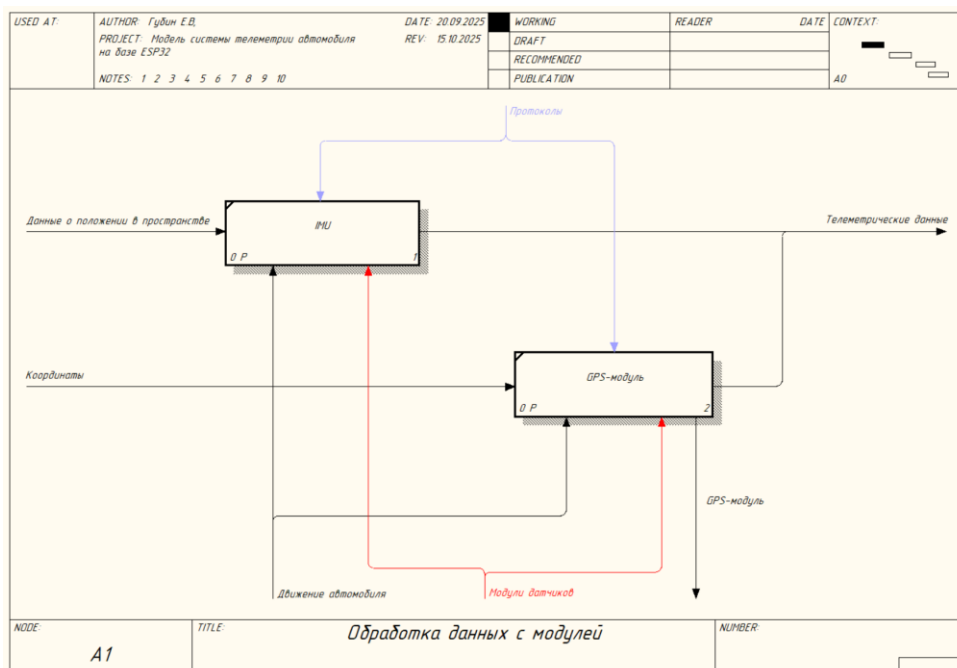 USED AT:
AUTHOR: Губин Е.В,
DATE: 20.09.2025
WORKING
READER
DATE
CONTEXT:
PROJECT: Модель системы телеметрии автомобиля
на базе ESP32
REV: 15.10.2025
DRAFT
RECOMMENDED
NOTES: 1 2 3 4 5 6 7 8 9 10
PUBLICATION
A0
Протоколы
Данные о положении в пространстве
IMU
0 Р
1
Телеметрические данные
Координаты
GPS-модуль
0 Р
2
GPS-модуль
Движение автомобиля
Модули датчиков
NODE:
A1
TITLE:
Обработка данных с модулей
NUMBER: